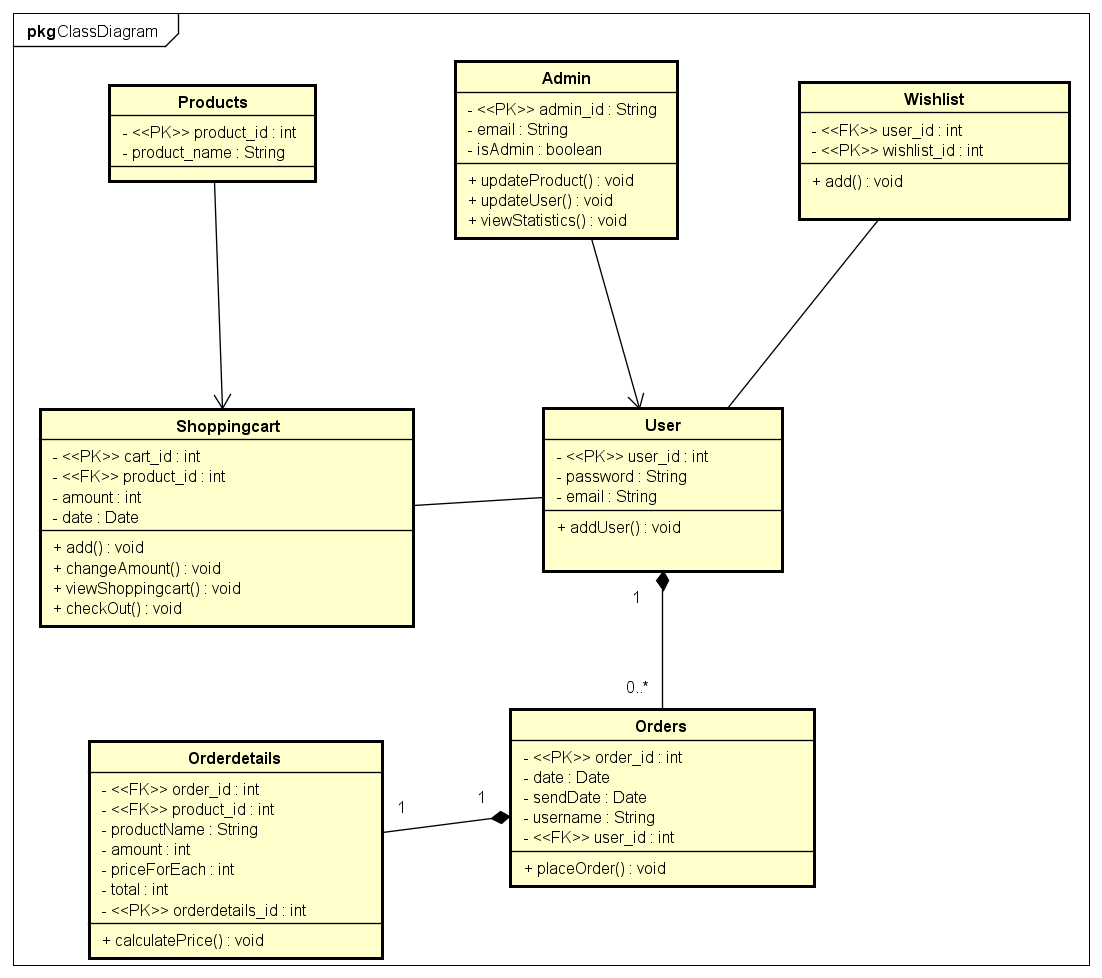 pkg ClassDiagram
Products
- <<PK>> product_id : int
- product_name : String
Admin
- <<PK>> admin_id : String
- email : String
- isAdmin : boolean
+ updateProduct() : void
+ updateUser() : void
+ viewStatistics() : void
Wishlist
- <<FK>> user_id : int
- <<PK>> wishlist_id : int
+ add() : void
Shoppingcart
- <<PK>> cart_id : int
- <<FK>> product_id : int
- amount : int
- date : Date
+ add() : void
+ changeAmount() : void
+ viewShoppingcart() : void
+ checkOut() : void
User
- <<PK>> user_id : int
- password : String
- email : String
+ addUser() : void
1
0..*
Orders
- <<PK>> order_id : int
- date : Date
- sendDate : Date
- username : String
- <<FK>> user_id : int
+ placeOrder() : void
Orderdetails
- <<FK>> order_id : int
- <<FK>> product_id : int
- productName : String
- amount : int
- priceForEach : int
- total : int
- <<PK>> orderdetails_id : int
+ calculatePrice() : void
1
1